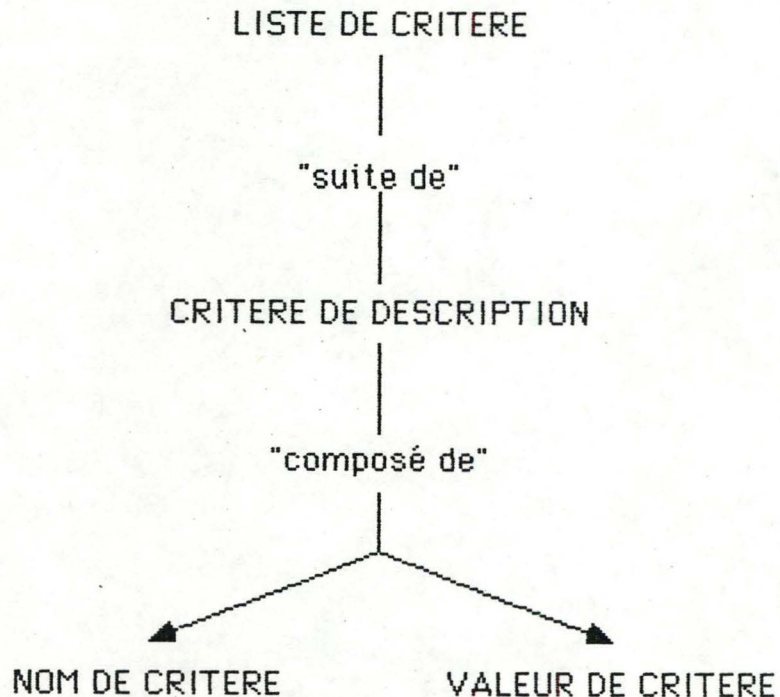 LISTE DE CRITERE
"suite de"
CRITERE DE DESCRIPTION
"composé de"
NOM DE CRITERE VALEUR DE CRITERE